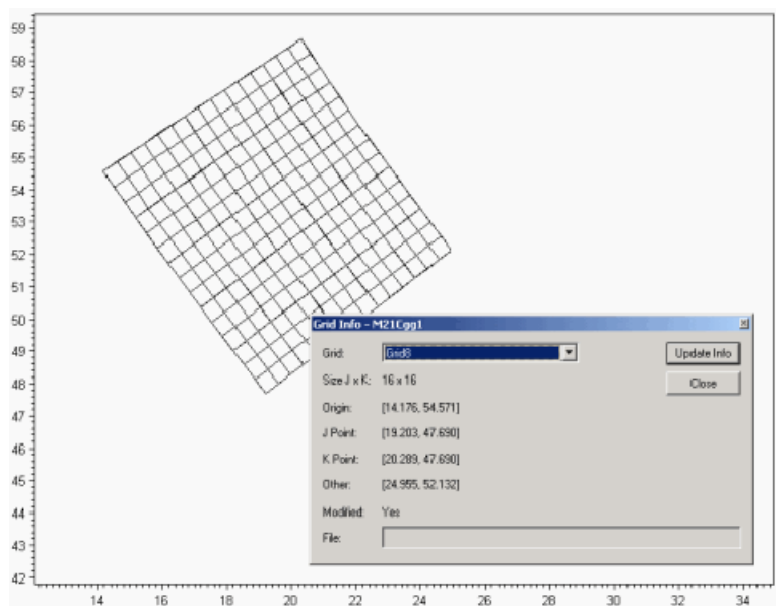 59
58
57
56
55
54
53
52
51
50
49
48
47
46
45
44
43
42
Grid Info - M21Cgg1
Grid: Grid8 Update Info
Size J x K: 16 x 16 Close
Origin: [14.176, 54.571]
J Point: [19.203, 47.690]
K Point: [20.289, 47.690]
Other: [24.955, 52.132]
Modified: Yes
File:
14 16 18 20 22 24 26 28 30 32 34